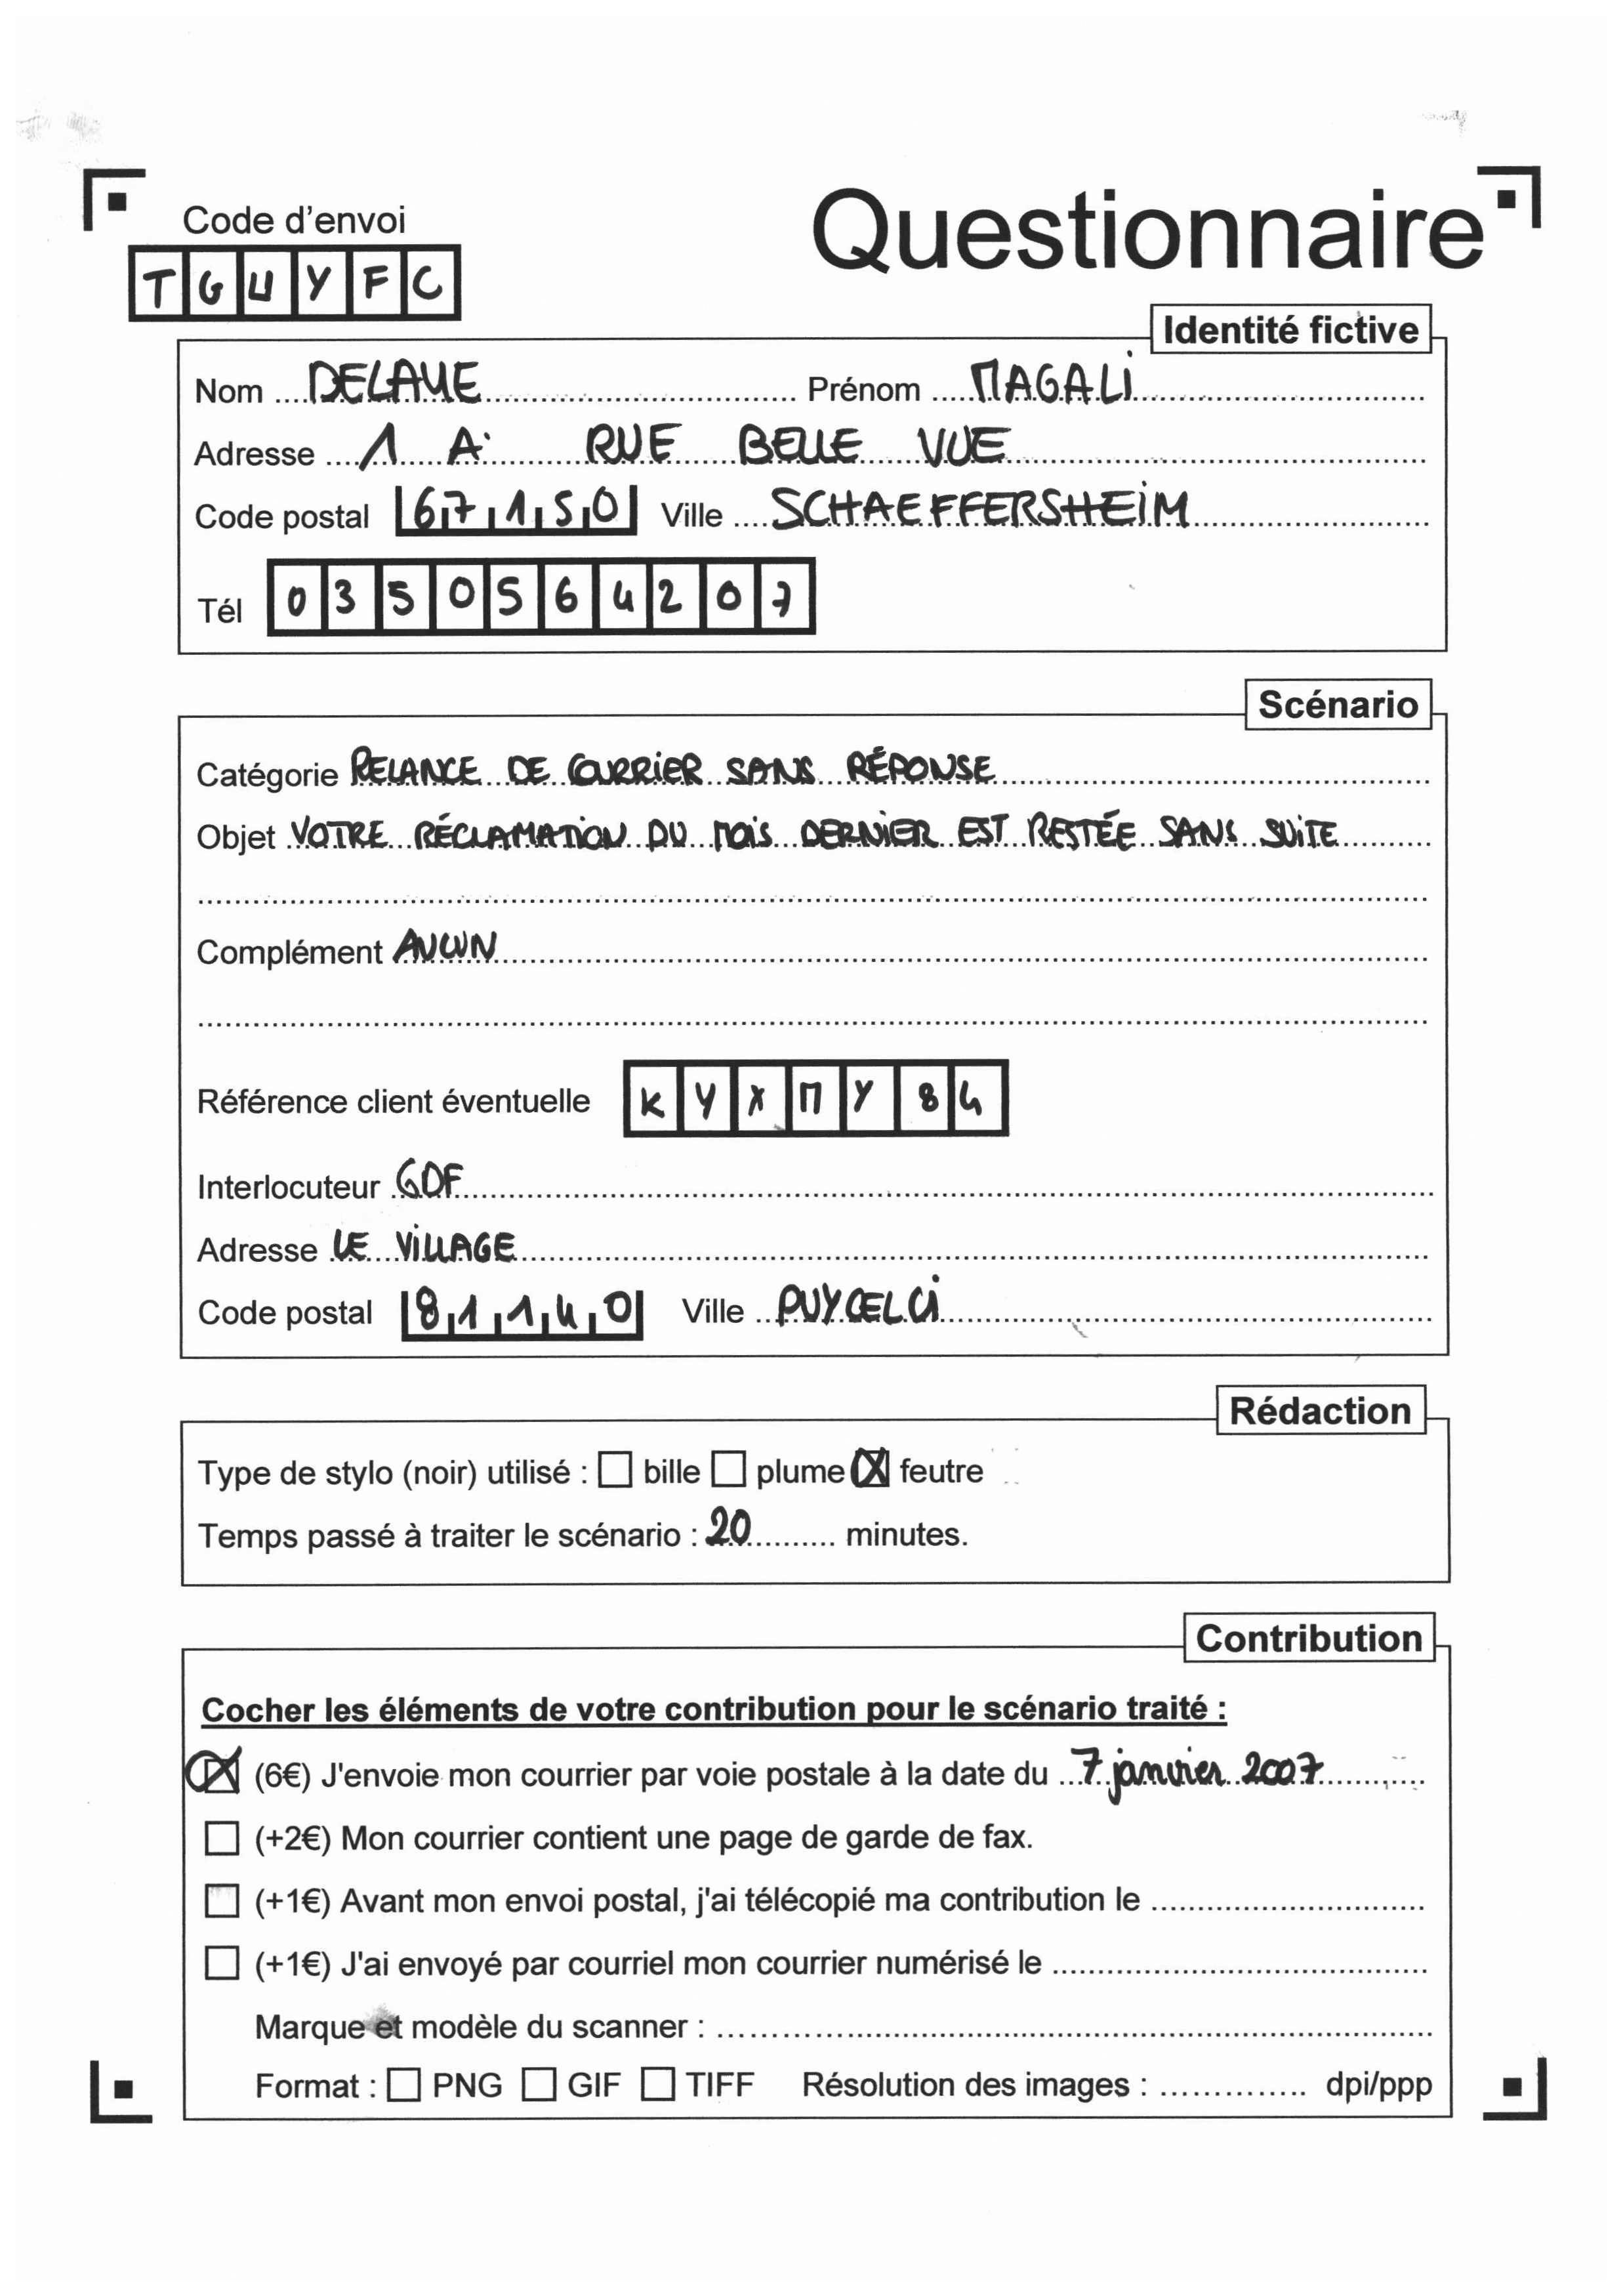 Code d'envoi
Questionnaire
TGUYFC
Identité fictive
Nom DELAUE Prénom MAGALI
Adresse 1 A RUE BELLE VUE
Code postal 67150 Ville SCHAEFFERSHEIM
Tél 0350564207
Scénario
Catégorie RELANCE DE COURRIER SANS RÉPONSE
Objet VOTRE RÉCLAMATION DU MOIS DERNIER EST RESTÉE SANS SUITE
Complément AUCUN
Référence client éventuelle KYXMY84
Interlocuteur GDF
Adresse LE VILLAGE
Code postal 81140 Ville PUYCELCI
Rédaction
Type de stylo (noir) utilisé : bille plume feutre
Temps passé à traiter le scénario : 20 minutes.
Contribution
Cocher les éléments de votre contribution pour le scénario traité :
(6€) J'envoie mon courrier par voie postale à la date du 7 janvier 2007
(+2€) Mon courrier contient une page de garde de fax.
(+1€) Avant mon envoi postal, j'ai télécopié ma contribution le
(+1€) J'ai envoyé par courriel mon courrier numérisé le
Marque et modèle du scanner :
Format : PNG GIF TIFF Résolution des images : dpi/ppp